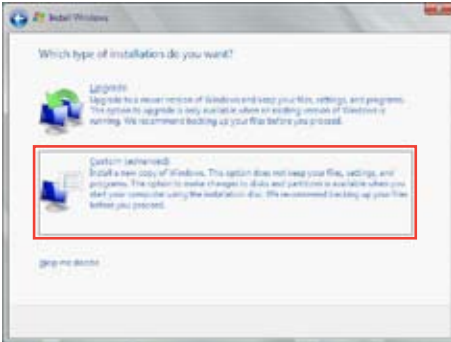 Install Windows
Which type of installation do you want?
Upgrade
Upgrade to a newer version of Windows and keep your files, settings, and programs.
The option to upgrade is only available when an existing version of Windows is
running. We recommend backing up your files before you proceed.
Custom (advanced)
Install a new copy of Windows. This option does not keep your files, settings, and
programs. The option to make changes to disks and partitions is available when you
start your computer using the installation disc. We recommend backing up your files
before you proceed.
Help me decide